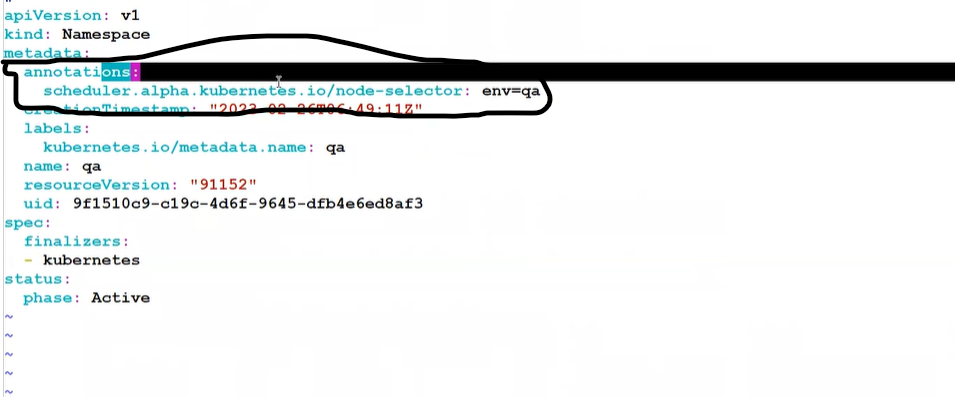 apiVersion: v1
kind: Namespace
metadata:
  annotations:
    scheduler.alpha.kubernetes.io/node-selector: env=qa
  creationTimestamp: "2023-02-26T06:49:11Z"
  labels:
    kubernetes.io/metadata.name: qa
  name: qa
  resourceVersion: "91152"
  uid: 9f1510c9-c19c-4d6f-9645-dfb4e6ed8af3
spec:
  finalizers:
  - kubernetes
status:
  phase: Active
~
~
~
~
~